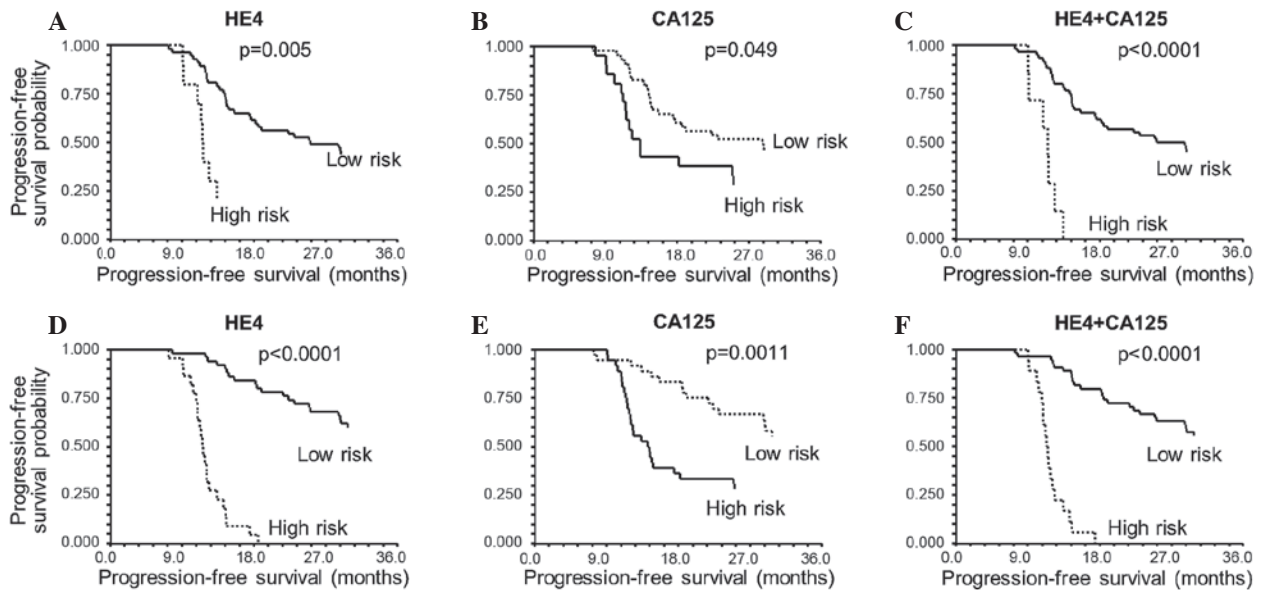 A
HE4
p=0.005
1.000
0.750
0.500
0.250
0.000
Progression-free
survival probability
Low risk
High risk
0.0 9.0 18.0 27.0 36.0
Progression-free survival (months)
B
CA125
p=0.049
1.000
0.750
0.500
0.250
0.000
Low risk
High risk
0.0 9.0 18.0 27.0 36.0
Progression-free survival (months)
C
HE4+CA125
p<0.0001
1.000
0.750
0.500
0.250
0.000
Low risk
High risk
0.0 9.0 18.0 27.0 36.0
Progression-free survival (months)
D
HE4
p<0.0001
1.000
0.750
0.500
0.250
0.000
Progression-free
survival probability
Low risk
High risk
0.0 9.0 18.0 27.0 36.0
Progression-free survival (months)
E
CA125
p=0.0011
1.000
0.750
0.500
0.250
0.000
Low risk
High risk
0.0 9.0 18.0 27.0 36.0
Progression-free survival (months)
F
HE4+CA125
p<0.0001
1.000
0.750
0.500
0.250
0.000
Low risk
High risk
0.0 9.0 18.0 27.0 36.0
Progression-free survival (months)